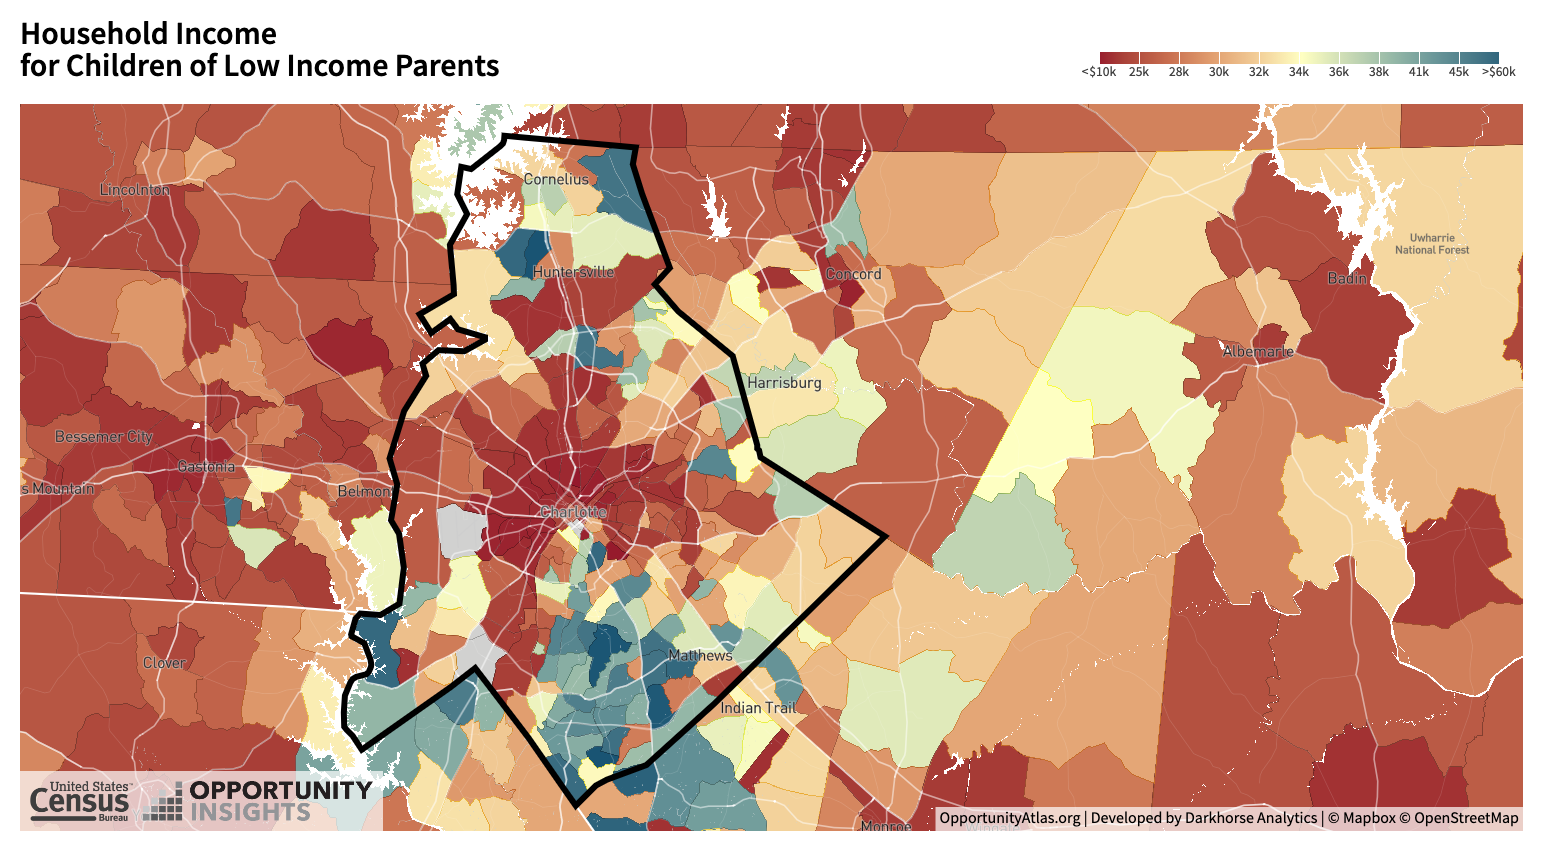 Household Income
for Children of Low Income Parents
<$10k 25k 28k 30k 32k 34k 36k 38k 41k 45k >$60k
Cornelius
Lincolnton
Uwharrie
National Forest
Huntersville
Concord
Badin
Albemarle
Harrisburg
Bessemer City
Gastonia
s Mountain
Belmon
Charlotte
Matthews
Clover
Indian Trail
United States™
Census
Bureau
OPPORTUNITY
INSIGHTS
OpportunityAtlas.org | Developed by Darkhorse Analytics | © Mapbox © OpenStreetMap
Monroe